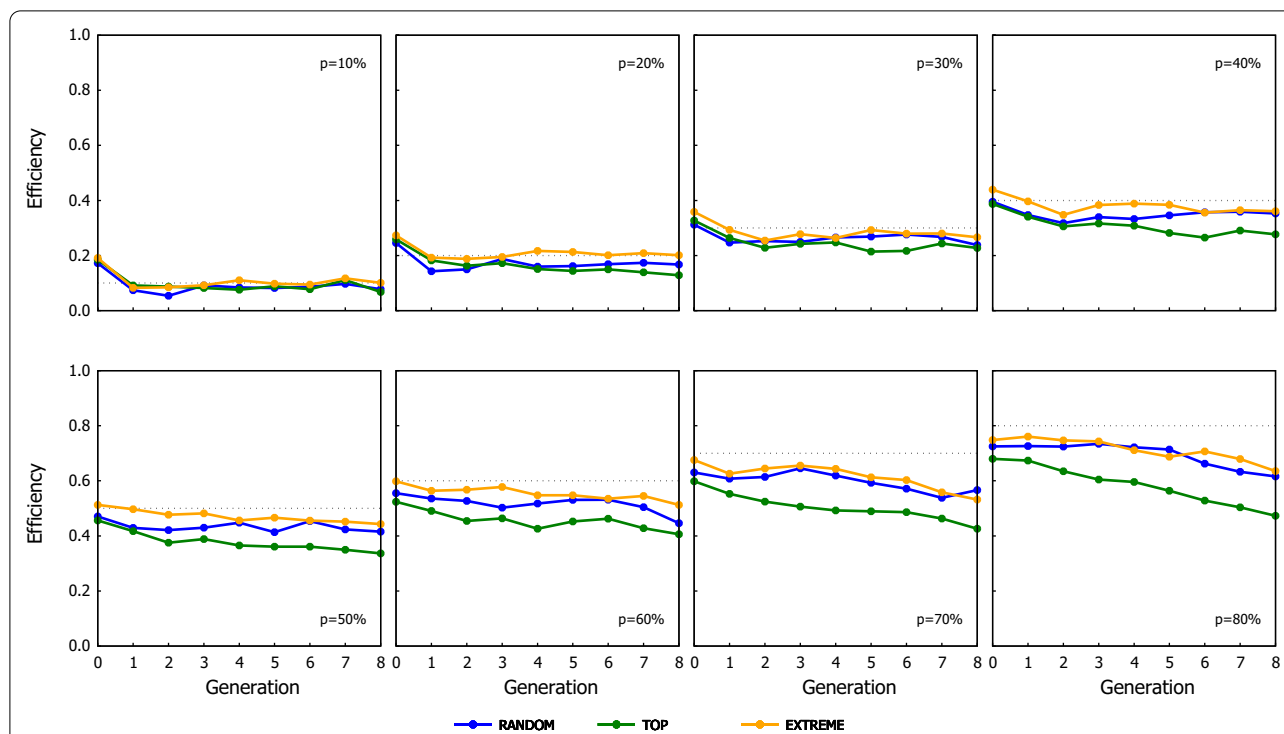 1.0
0.8
0.6
0.4
0.2
0.0
Efficiency
p=10%
p=20%
p=30%
p=40%
1.0
0.8
0.6
0.4
0.2
0.0
Efficiency
p=50%
p=60%
p=70%
p=80%
0 1 2 3 4 5 6 7 8 0 1 2 3 4 5 6 7 8 0 1 2 3 4 5 6 7 8 0 1 2 3 4 5 6 7 8
Generation Generation Generation Generation
RANDOM TOP EXTREME